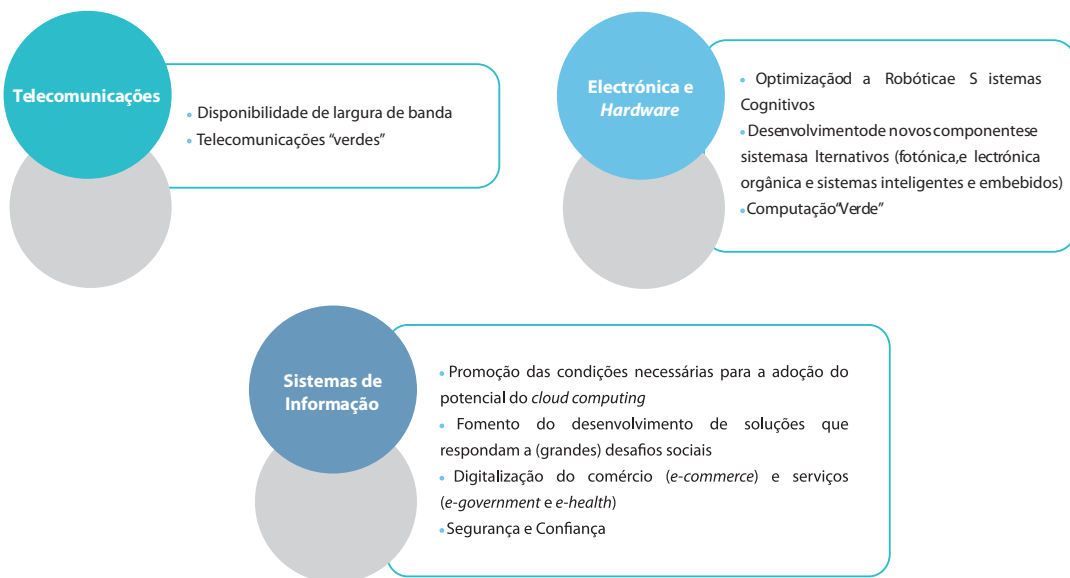 Telecomunicações
• Disponibilidade de largura de banda
• Telecomunicações “verdes”
Electrónica e
Hardware
• Optimizaçãod a Robóticae S istemas
Cognitivos
• Desenvolvimentode novos componentese
sistemasa lternativos (fotónica,e lectrónica
orgânica e sistemas inteligentes e embebidos)
• Computação“Verde”
Sistemas de
Informação
• Promoção das condições necessárias para a adoção do
potencial do cloud computing
• Fomento do desenvolvimento de soluções que
respondam a (grandes) desafios sociais
• Digitalização do comércio (e-commerce) e serviços
(e-government e e-health)
• Segurança e Confiança